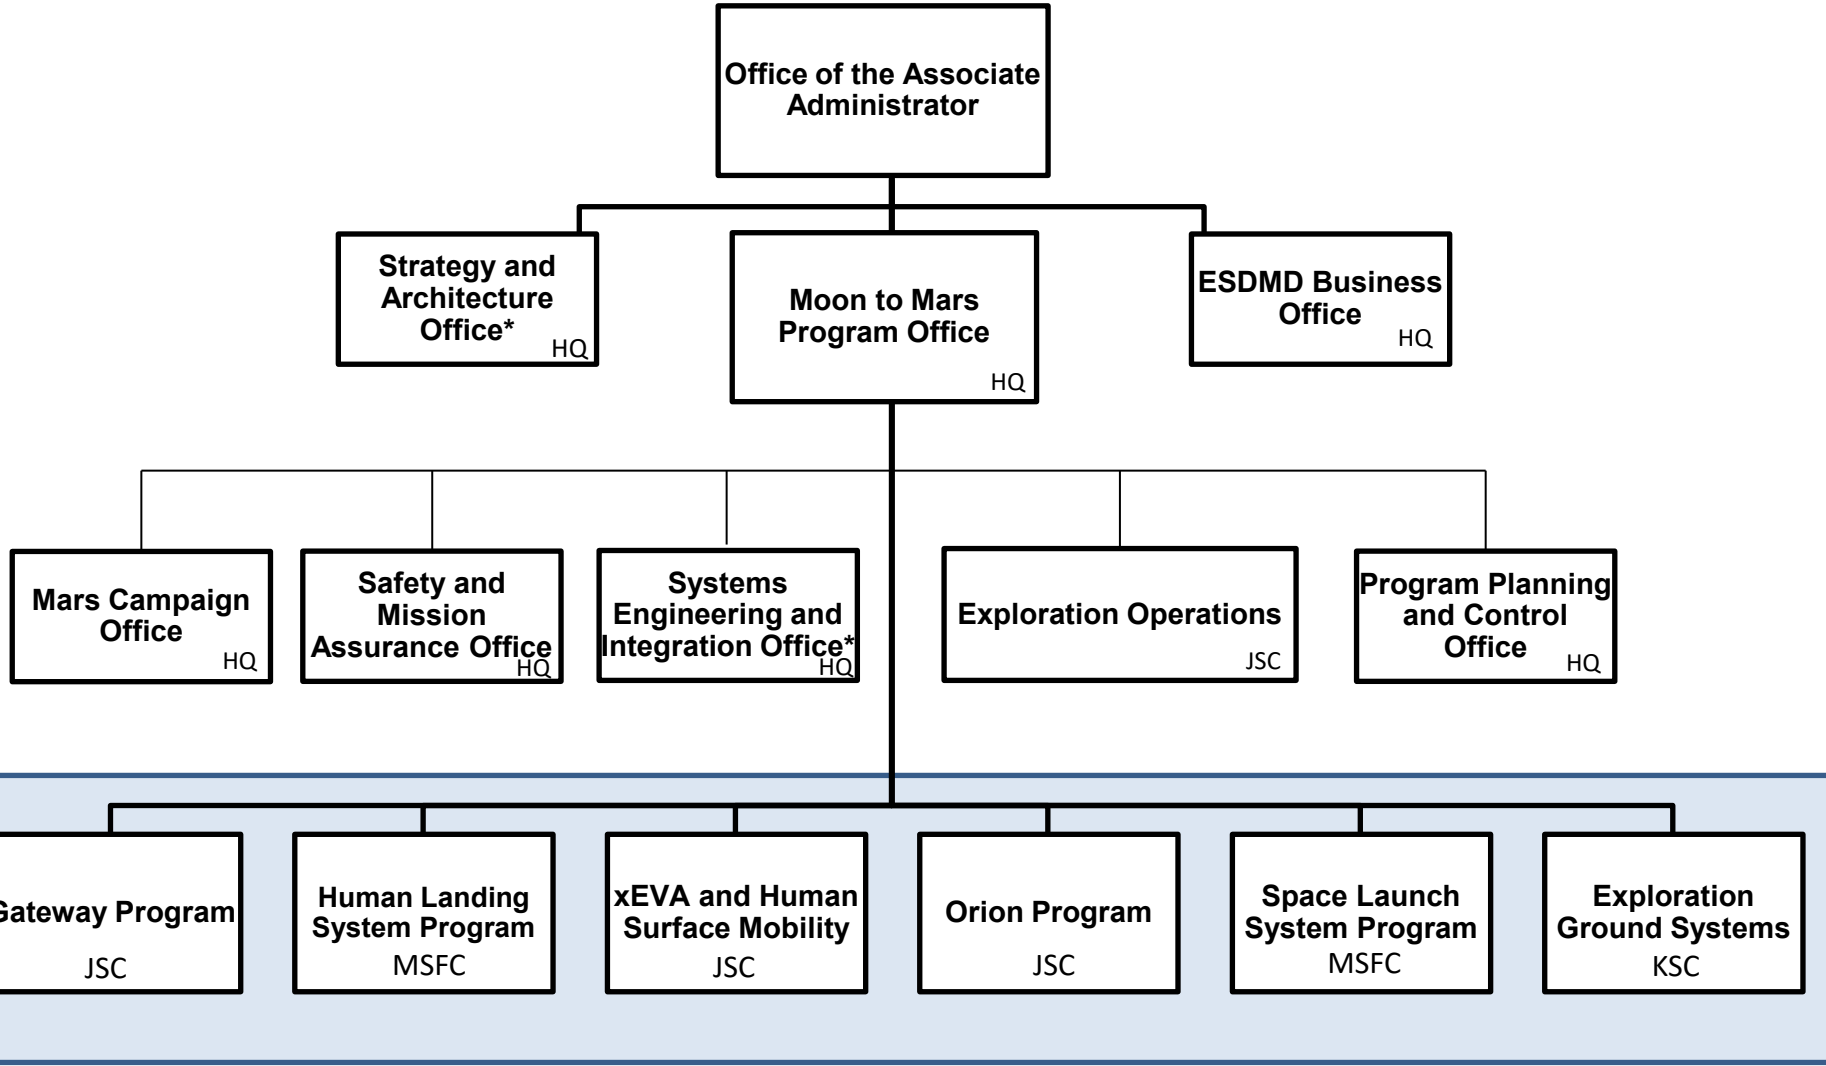 Office of the Associate
Administrator
Strategy and
Architecture
Office*
HQ
Moon to Mars
Program Office
HQ
ESDMD Business
Office
HQ
Mars Campaign
Office
HQ
Safety and
Mission
Assurance Office
HQ
Systems
Engineering and
Integration Office*
HQ
Exploration Operations
JSC
Program Planning
and Control
Office
HQ
Gateway Program
JSC
Human Landing
System Program
MSFC
xEVA and Human
Surface Mobility
JSC
Orion Program
JSC
Space Launch
System Program
MSFC
Exploration
Ground Systems
KSC